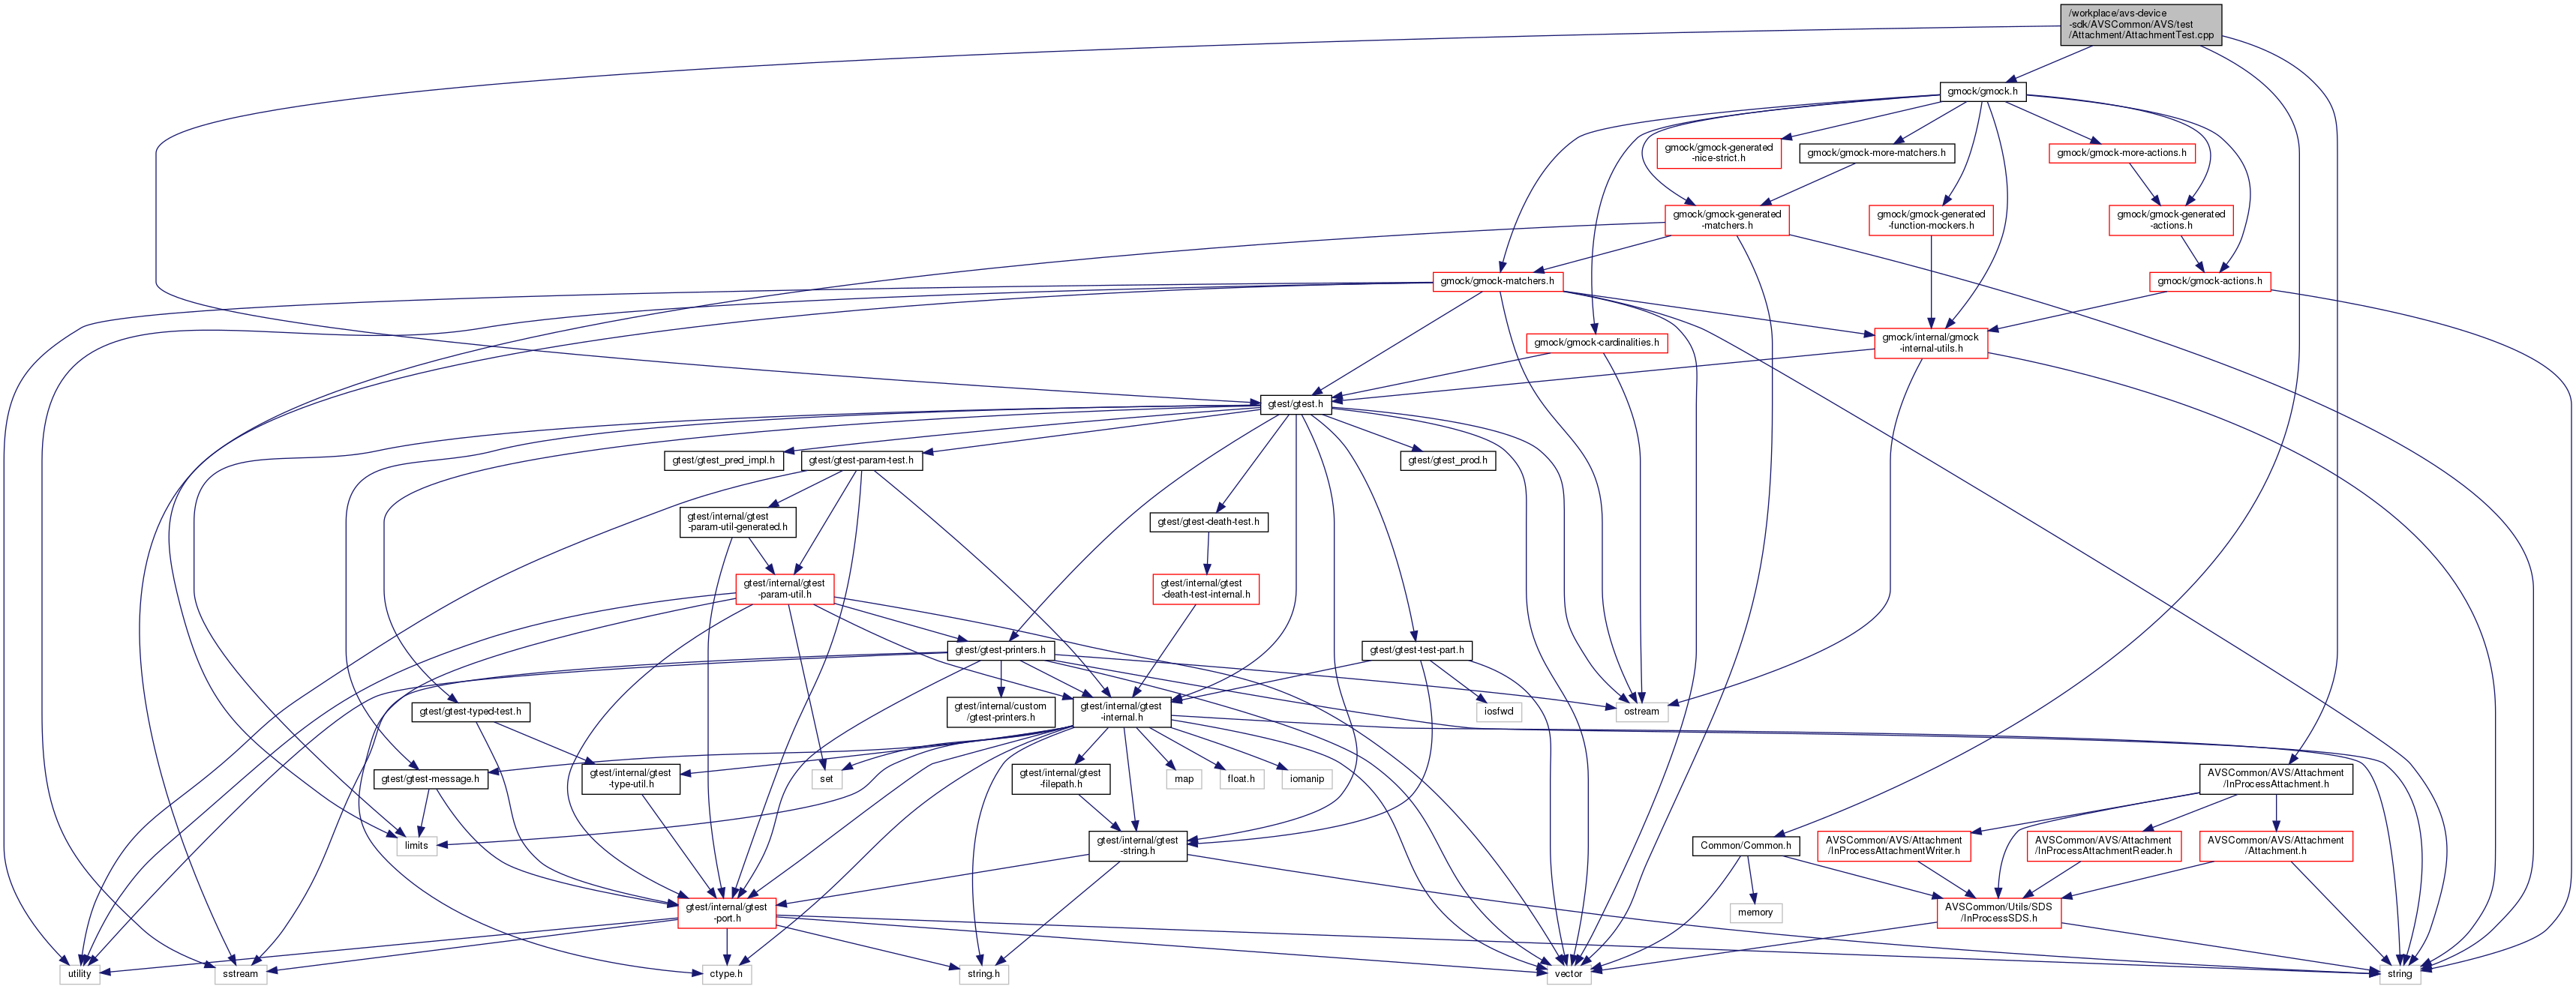 /workplace/avs-device
-sdk/AVSCommon/AVS/test
/Attachment/AttachmentTest.cpp
gmock/gmock.h
gmock/gmock-generated
-nice-strict.h
gmock/gmock-more-matchers.h
gmock/gmock-more-actions.h
gmock/gmock-generated
-matchers.h
gmock/gmock-generated
-function-mockers.h
gmock/gmock-generated
-actions.h
gmock/gmock-matchers.h
gmock/gmock-actions.h
gmock/gmock-cardinalities.h
gmock/internal/gmock
-internal-utils.h
gtest/gtest.h
gtest/gtest_pred_impl.h
gtest/gtest-param-test.h
gtest/gtest_prod.h
gtest/internal/gtest
-param-util-generated.h
gtest/gtest-death-test.h
gtest/internal/gtest
-param-util.h
gtest/internal/gtest
-death-test-internal.h
gtest/gtest-printers.h
gtest/gtest-test-part.h
gtest/gtest-typed-test.h
gtest/internal/custom
/gtest-printers.h
gtest/internal/gtest
-internal.h
iosfwd
ostream
gtest/gtest-message.h
gtest/internal/gtest
-type-util.h
set
gtest/internal/gtest
-filepath.h
map
float.h
iomanip
AVSCommon/AVS/Attachment
/InProcessAttachment.h
limits
gtest/internal/gtest
-string.h
Common/Common.h
AVSCommon/AVS/Attachment
/InProcessAttachmentWriter.h
AVSCommon/AVS/Attachment
/InProcessAttachmentReader.h
AVSCommon/AVS/Attachment
/Attachment.h
gtest/internal/gtest
-port.h
memory
AVSCommon/Utils/SDS
/InProcessSDS.h
utility
sstream
ctype.h
string.h
vector
string